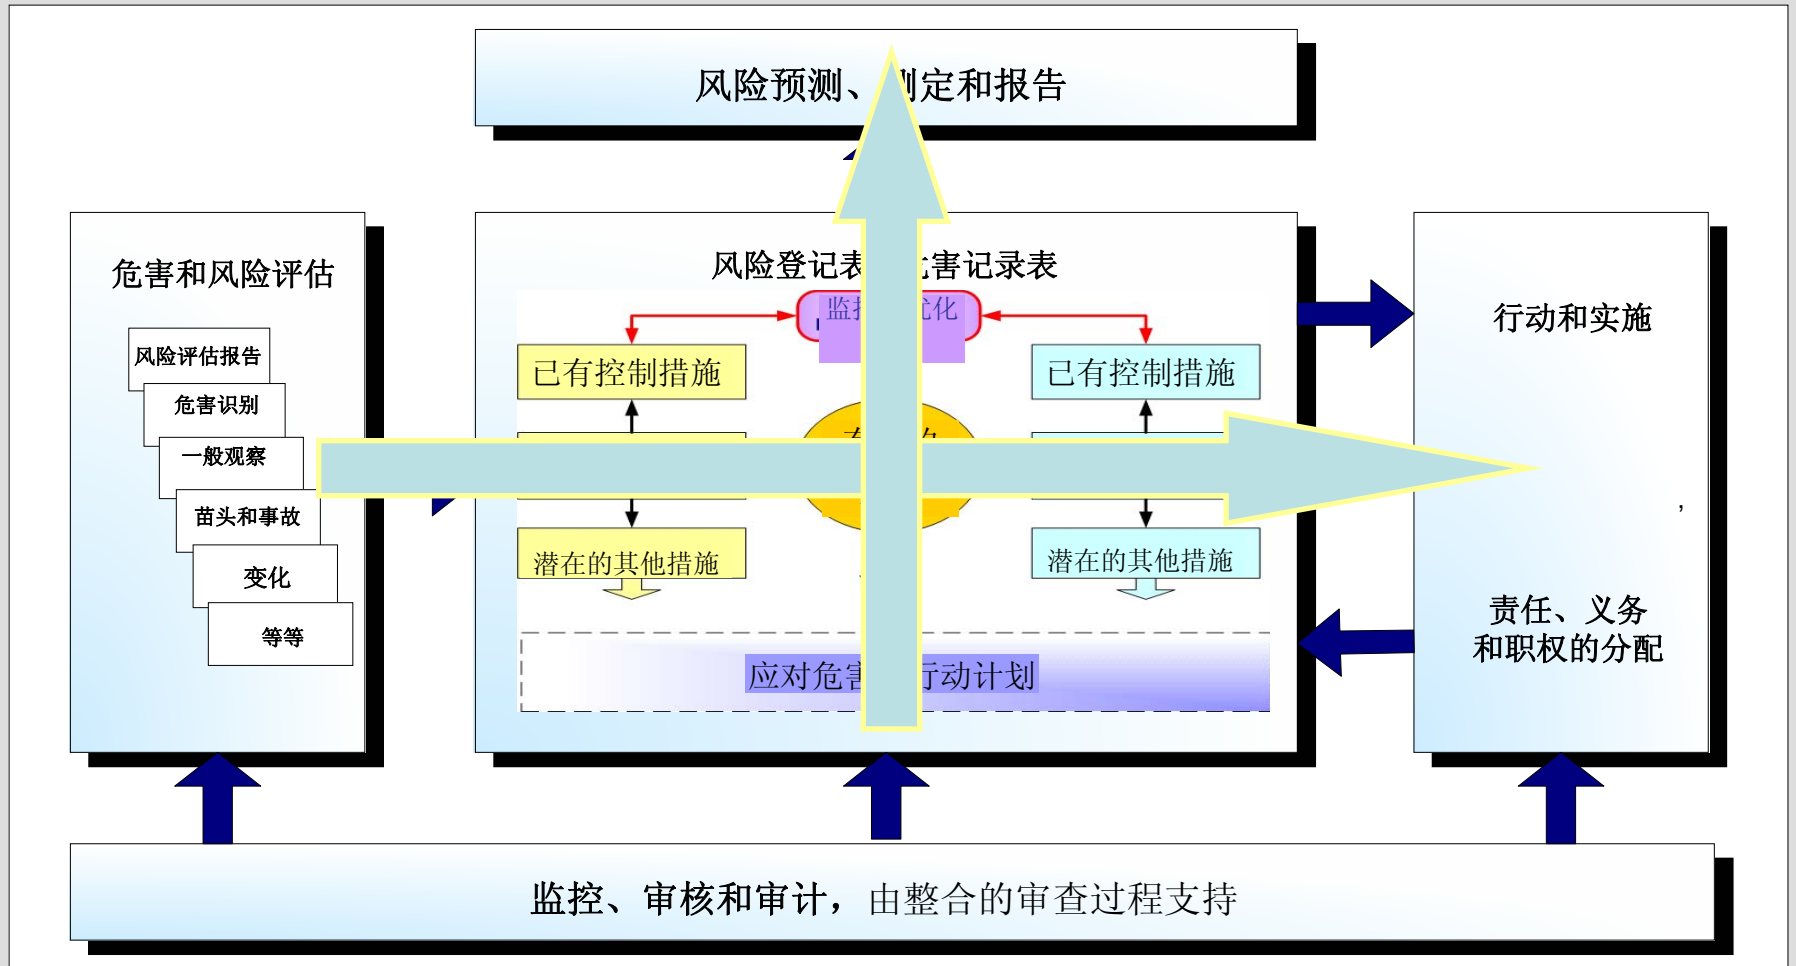 风险预测、测定和报告
危害和风险评估
风险评估报告
危害识别
一般观察
苗头和事故
变化
等等
风险登记表 危害记录表
监控 优化
已有控制措施
已有控制措施
潜在的其他措施
潜在的其他措施
应对危害 行动计划
行动和实施
,
责任、义务
和职权的分配
监控、审核和审计，由整合的审查过程支持